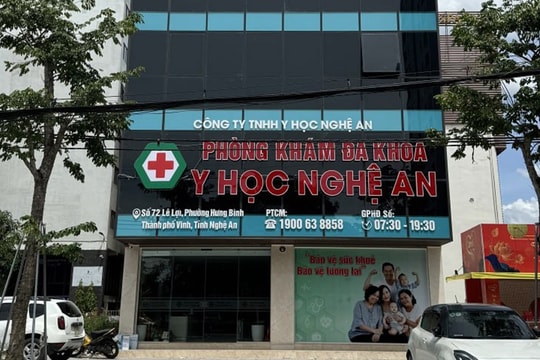 CÔNG TY TNHH Y HỌC NGHỆ AN
PHÒNG KHÁM ĐA KHOA
Y HỌC NGHỆ AN
Số 72 Lê Lợi, Phường Hưng Bình
Thành phố Vinh, Tỉnh Nghệ An
PTCM:
1900 63 8858
GPHĐ Số:
07:30 - 19:30
"Bảo vệ sức khoẻ
Bảo vệ tương lai"